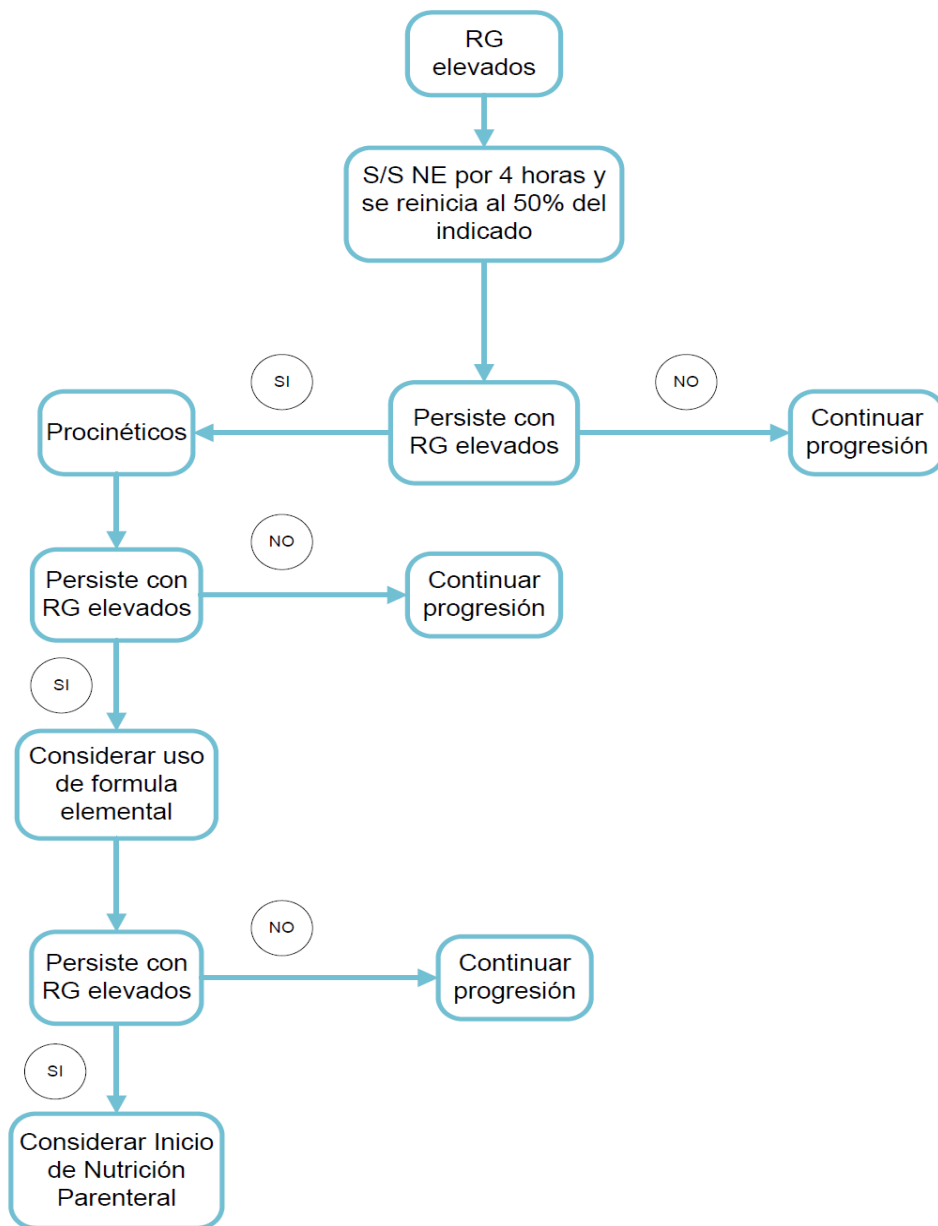 RG
elevados
S/S NE por 4 horas y
se reinicia al 50% del
indicado
SI
NO
Procinéticos
Persiste con
RG elevados
Continuar
progresión
NO
Persiste con
RG elevados
Continuar
progresión
SI
Considerar uso
de formula
elemental
NO
Persiste con
RG elevados
Continuar
progresión
SI
Considerar Inicio
de Nutrición
Parenteral